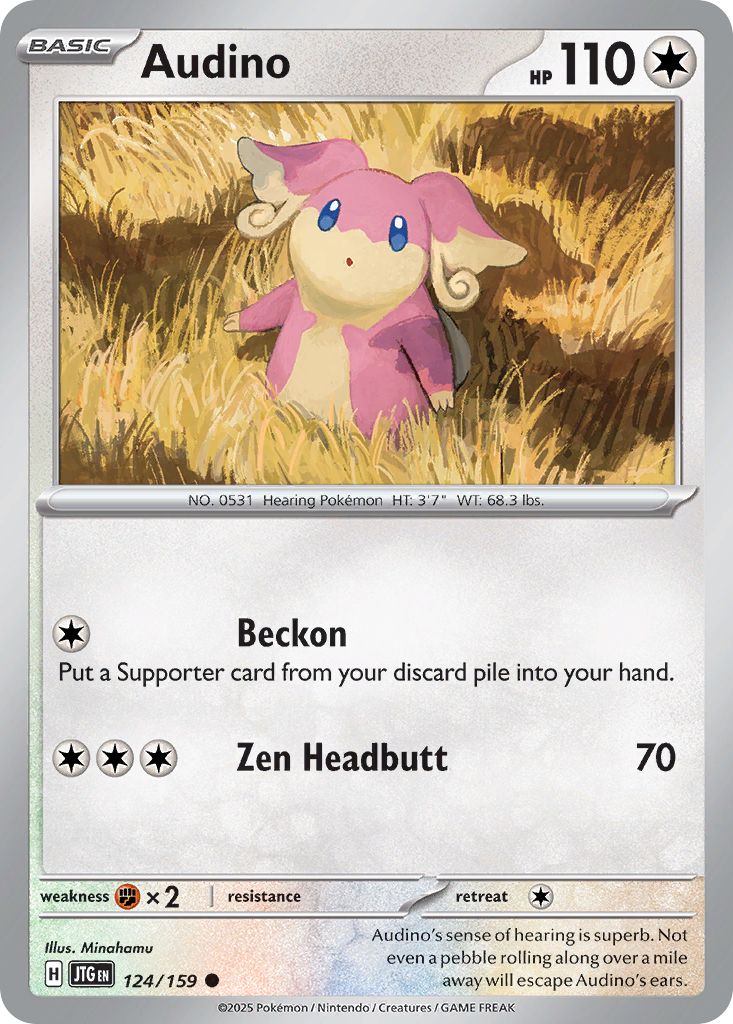 BASIC
Audino
HP 110
NO. 0531 Hearing Pokémon HT: 3'7" WT: 68.3 lbs.
Beckon
Put a Supporter card from your discard pile into your hand.
Zen Headbutt 70
weakness ×2 resistance retreat
Illus. Minahamu
H JTG EN 124/159
Audino's sense of hearing is superb. Not
even a pebble rolling along over a mile
away will escape Audino's ears.
©2025 Pokémon / Nintendo / Creatures / GAME FREAK